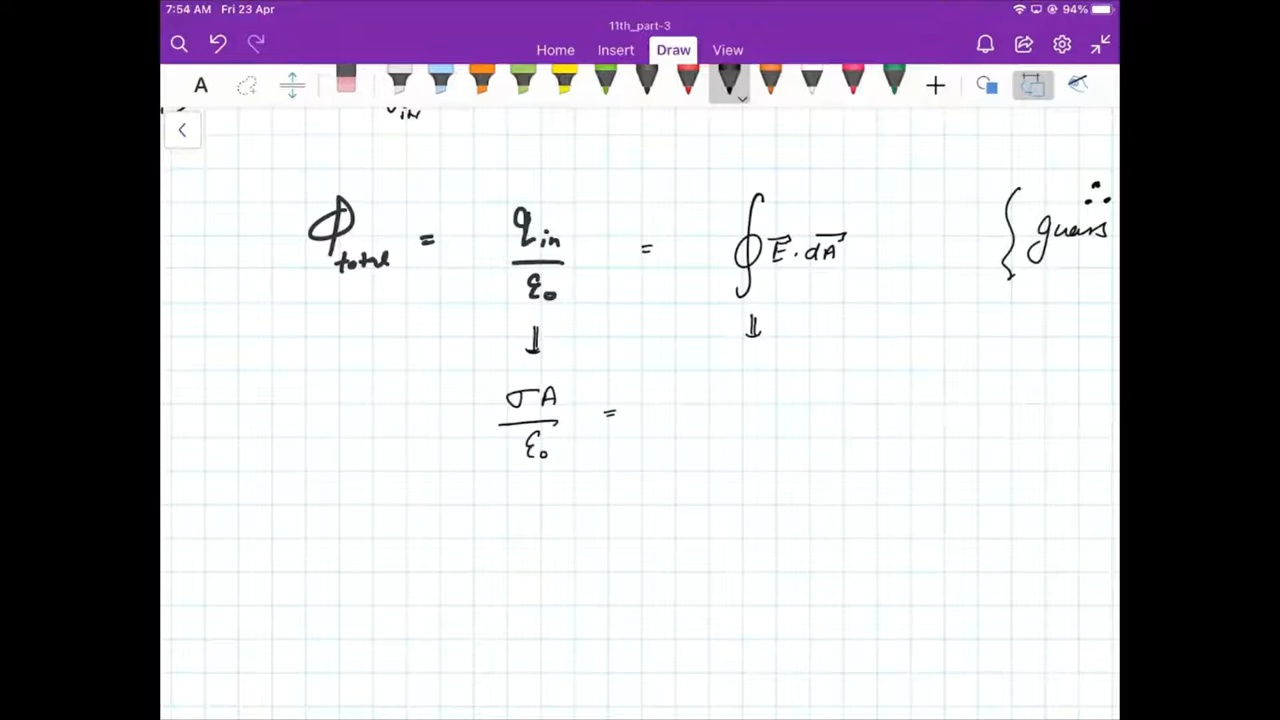 7:54 AM Fri 23 Apr
94%
11th_part-3
Home Insert Draw View
A
in
Φtotal = qin/ε0 = ∮E⃗·dA⃗ { guass
∴
σA/ε0 =